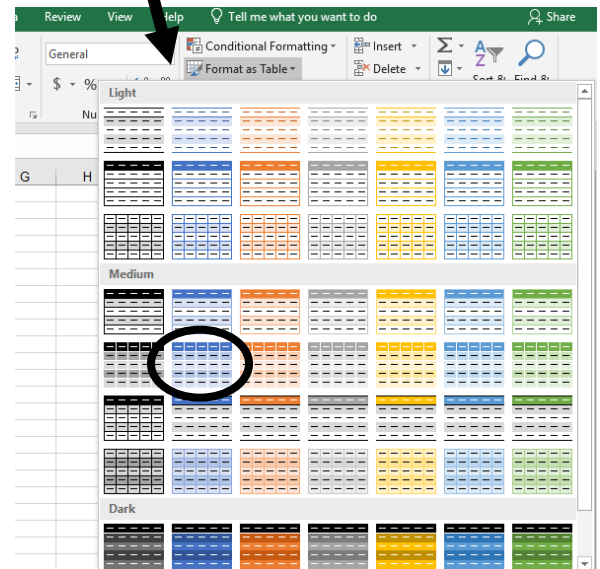 Review View Help Tell me what you want to do Share
General Conditional Formatting Insert Σ
$ % Format as Table Delete
Nu Light
G H
Medium
Dark